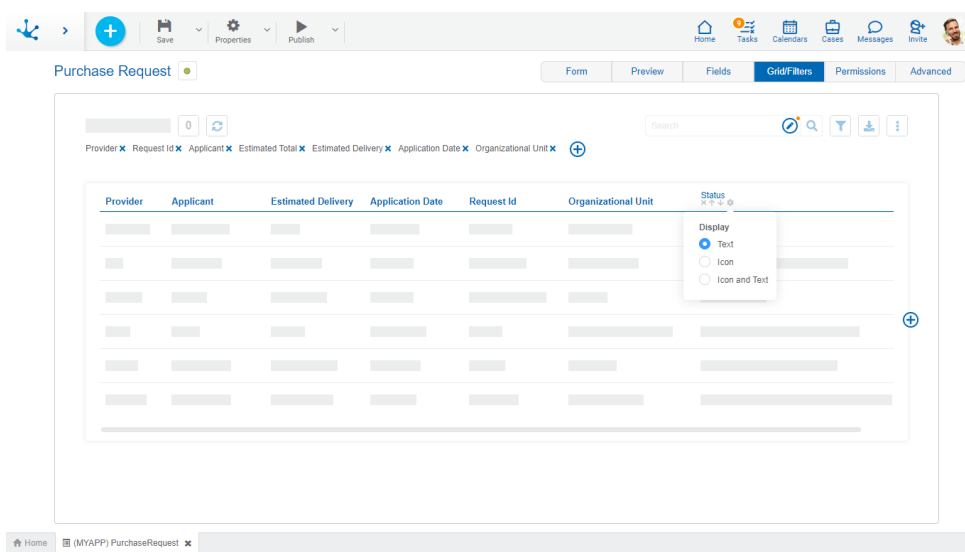 Save Properties Publish Home 9 Tasks Calendars Cases Messages Invite
Purchase Request Form Preview Fields Grid/Filters Permissions Advanced
0 Search
Provider Request Id Applicant Estimated Total Estimated Delivery Application Date Organizational Unit
Provider Applicant Estimated Delivery Application Date Request Id Organizational Unit Status
Display
Text
Icon
Icon and Text
Home (MYAPP) PurchaseRequest